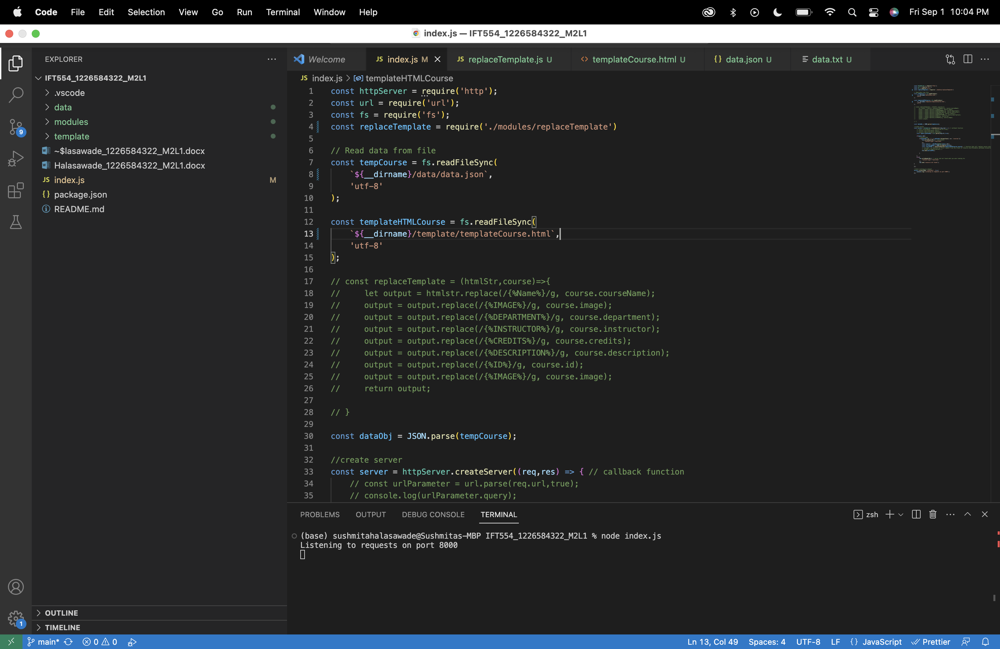 Code File Edit Selection View Go Run Terminal Window Help Fri Sep 1 10:04 PM
index.js — IFT554_1226584322_M2L1
EXPLORER
IFT554_1226584322_M2L1
.vscode
data
modules
template
~$lasawade_1226584322_M2L1.docx
Halasawade_1226584322_M2L1.docx
JS index.js M
{} package.json
README.md
OUTLINE
TIMELINE
9
1
Welcome JS index.js M JS replaceTemplate.js U <> templateCourse.html U {} data.json U data.txt U
JS index.js > templateHTMLCourse
1 const httpServer = require('http');
2 const url = require('url');
3 const fs = require('fs');
4 const replaceTemplate = require('./modules/replaceTemplate')
5
6 // Read data from file
7 const tempCourse = fs.readFileSync(
8 `${__dirname}/data/data.json`,
9 'utf-8'
10 );
11
12 const templateHTMLCourse = fs.readFileSync(
13 `${__dirname}/template/templateCourse.html`,
14 'utf-8'
15 );
16
17 // const replaceTemplate = (htmlStr,course)=>{
18 // let output = htmlstr.replace(/{%Name%}/g, course.courseName);
19 // output = output.replace(/{%IMAGE%}/g, course.image);
20 // output = output.replace(/{%DEPARTMENT%}/g, course.department);
21 // output = output.replace(/{%INSTRUCTOR%}/g, course.instructor);
22 // output = output.replace(/{%CREDITS%}/g, course.credits);
23 // output = output.replace(/{%DESCRIPTION%}/g, course.description);
24 // output = output.replace(/{%ID%}/g, course.id);
25 // output = output.replace(/{%IMAGE%}/g, course.image);
26 // return output;
27
28 // }
29
30 const dataObj = JSON.parse(tempCourse);
31
32 //create server
33 const server = httpServer.createServer((req,res) => { // callback function
34 // const urlParameter = url.parse(req.url,true);
35 // console.log(urlParameter.query);
PROBLEMS OUTPUT DEBUG CONSOLE TERMINAL zsh
(base) sushmitahalasawade@Sushmitas-MBP IFT554_1226584322_M2L1 % node index.js
Listening to requests on port 8000
main* 0 0 Ln 13, Col 49 Spaces: 4 UTF-8 LF {} JavaScript Prettier